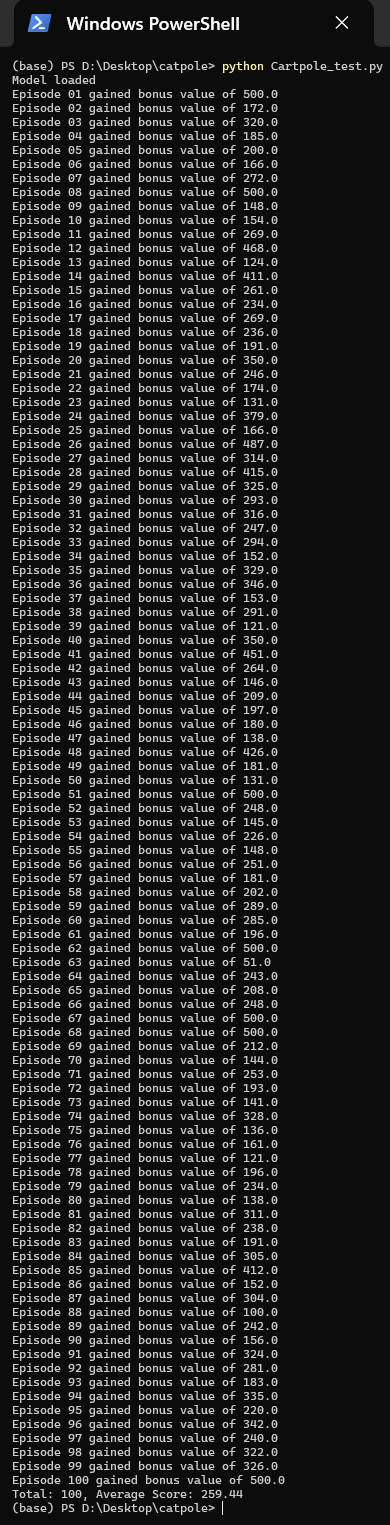 Windows PowerShell
(base) PS D:\Desktop\catpole> python Cartpole_test.py
Model loaded
Episode 01 gained bonus value of 500.0
Episode 02 gained bonus value of 172.0
Episode 03 gained bonus value of 320.0
Episode 04 gained bonus value of 185.0
Episode 05 gained bonus value of 200.0
Episode 06 gained bonus value of 166.0
Episode 07 gained bonus value of 272.0
Episode 08 gained bonus value of 500.0
Episode 09 gained bonus value of 148.0
Episode 10 gained bonus value of 154.0
Episode 11 gained bonus value of 269.0
Episode 12 gained bonus value of 468.0
Episode 13 gained bonus value of 124.0
Episode 14 gained bonus value of 411.0
Episode 15 gained bonus value of 261.0
Episode 16 gained bonus value of 234.0
Episode 17 gained bonus value of 269.0
Episode 18 gained bonus value of 236.0
Episode 19 gained bonus value of 191.0
Episode 20 gained bonus value of 350.0
Episode 21 gained bonus value of 246.0
Episode 22 gained bonus value of 174.0
Episode 23 gained bonus value of 131.0
Episode 24 gained bonus value of 379.0
Episode 25 gained bonus value of 166.0
Episode 26 gained bonus value of 487.0
Episode 27 gained bonus value of 314.0
Episode 28 gained bonus value of 415.0
Episode 29 gained bonus value of 325.0
Episode 30 gained bonus value of 293.0
Episode 31 gained bonus value of 316.0
Episode 32 gained bonus value of 247.0
Episode 33 gained bonus value of 294.0
Episode 34 gained bonus value of 152.0
Episode 35 gained bonus value of 329.0
Episode 36 gained bonus value of 346.0
Episode 37 gained bonus value of 153.0
Episode 38 gained bonus value of 291.0
Episode 39 gained bonus value of 121.0
Episode 40 gained bonus value of 350.0
Episode 41 gained bonus value of 451.0
Episode 42 gained bonus value of 264.0
Episode 43 gained bonus value of 146.0
Episode 44 gained bonus value of 209.0
Episode 45 gained bonus value of 197.0
Episode 46 gained bonus value of 180.0
Episode 47 gained bonus value of 138.0
Episode 48 gained bonus value of 426.0
Episode 49 gained bonus value of 181.0
Episode 50 gained bonus value of 131.0
Episode 51 gained bonus value of 500.0
Episode 52 gained bonus value of 248.0
Episode 53 gained bonus value of 145.0
Episode 54 gained bonus value of 226.0
Episode 55 gained bonus value of 148.0
Episode 56 gained bonus value of 251.0
Episode 57 gained bonus value of 181.0
Episode 58 gained bonus value of 202.0
Episode 59 gained bonus value of 289.0
Episode 60 gained bonus value of 285.0
Episode 61 gained bonus value of 196.0
Episode 62 gained bonus value of 500.0
Episode 63 gained bonus value of 51.0
Episode 64 gained bonus value of 243.0
Episode 65 gained bonus value of 208.0
Episode 66 gained bonus value of 248.0
Episode 67 gained bonus value of 500.0
Episode 68 gained bonus value of 500.0
Episode 69 gained bonus value of 212.0
Episode 70 gained bonus value of 144.0
Episode 71 gained bonus value of 253.0
Episode 72 gained bonus value of 193.0
Episode 73 gained bonus value of 141.0
Episode 74 gained bonus value of 328.0
Episode 75 gained bonus value of 136.0
Episode 76 gained bonus value of 161.0
Episode 77 gained bonus value of 121.0
Episode 78 gained bonus value of 196.0
Episode 79 gained bonus value of 234.0
Episode 80 gained bonus value of 138.0
Episode 81 gained bonus value of 311.0
Episode 82 gained bonus value of 238.0
Episode 83 gained bonus value of 191.0
Episode 84 gained bonus value of 305.0
Episode 85 gained bonus value of 412.0
Episode 86 gained bonus value of 152.0
Episode 87 gained bonus value of 304.0
Episode 88 gained bonus value of 100.0
Episode 89 gained bonus value of 242.0
Episode 90 gained bonus value of 156.0
Episode 91 gained bonus value of 324.0
Episode 92 gained bonus value of 281.0
Episode 93 gained bonus value of 183.0
Episode 94 gained bonus value of 335.0
Episode 95 gained bonus value of 220.0
Episode 96 gained bonus value of 342.0
Episode 97 gained bonus value of 240.0
Episode 98 gained bonus value of 322.0
Episode 99 gained bonus value of 326.0
Episode 100 gained bonus value of 500.0
Total: 100, Average Score: 259.44
(base) PS D:\Desktop\catpole>